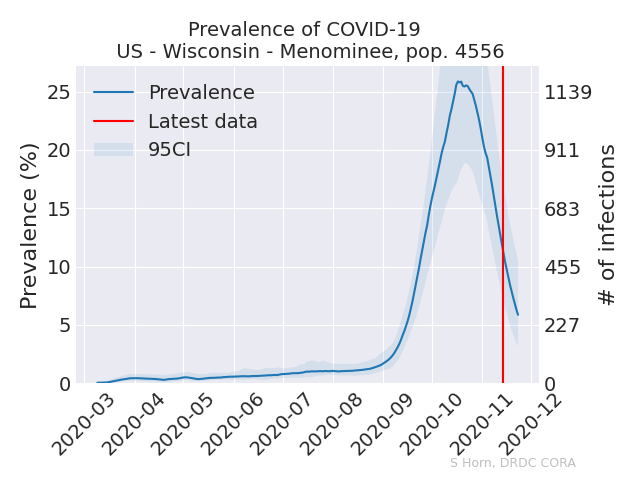 Prevalence of COVID-19
US - Wisconsin - Menominee, pop. 4556
Prevalence
Latest data
95CI
Prevalence (%)
25
20
15
10
5
0
1139
911
683
455
227
0
# of infections
2020-03
2020-04
2020-05
2020-06
2020-07
2020-08
2020-09
2020-10
2020-11
2020-12
S Horn, DRDC CORA